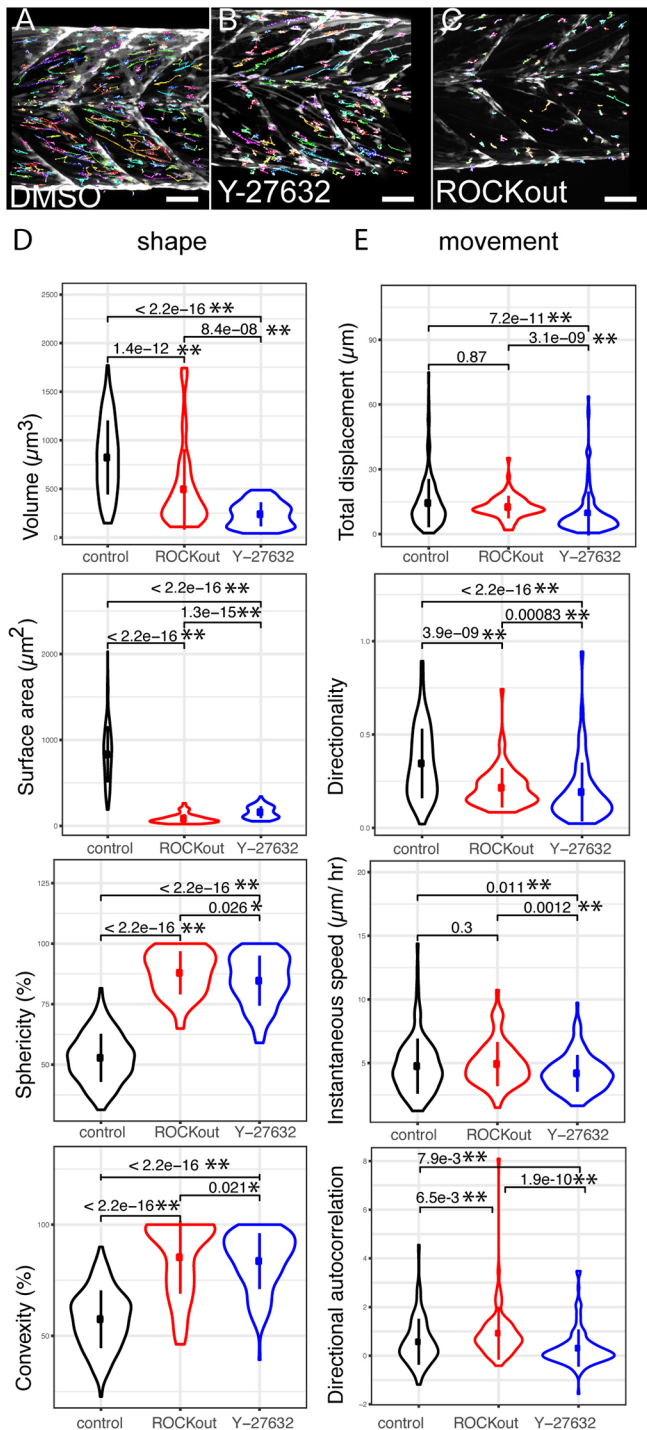 A
B
C
DMSO
Y-27632
ROCKout
D
shape
E
movement
Volume (µm3)
2500
2000
1500
1000
500
0
< 2.2e−16 **
8.4e−08 **
1.4e−12 **
control
ROCKout
Y−27632
Total displacement (µm)
90
60
30
0
7.2e−11 **
3.1e−09 **
0.87
control
ROCKout
Y−27632
Surface area (µm2)
2000
1000
0
< 2.2e−16 **
1.3e−15**
< 2.2e−16 **
control
ROCKout
Y−27632
Directionality
1.0
0.5
0.0
< 2.2e−16 **
0.00083 **
3.9e−09 **
control
ROCKout
Y−27632
Sphericity (%)
125
100
75
50
< 2.2e−16 **
0.026 *
< 2.2e−16 **
control
ROCKout
Y−27632
Instantaneous speed (µm/ hr)
20
15
10
5
0
0.011 **
0.0012 **
0.3
control
ROCKout
Y−27632
Convexity (%)
100
50
< 2.2e−16 **
0.021 *
< 2.2e−16**
control
ROCKout
Y−27632
Directional autocorrelation
8
6
4
2
0
−2
7.9e-3 **
1.9e-10**
6.5e-3 **
control
ROCKout
Y−27632